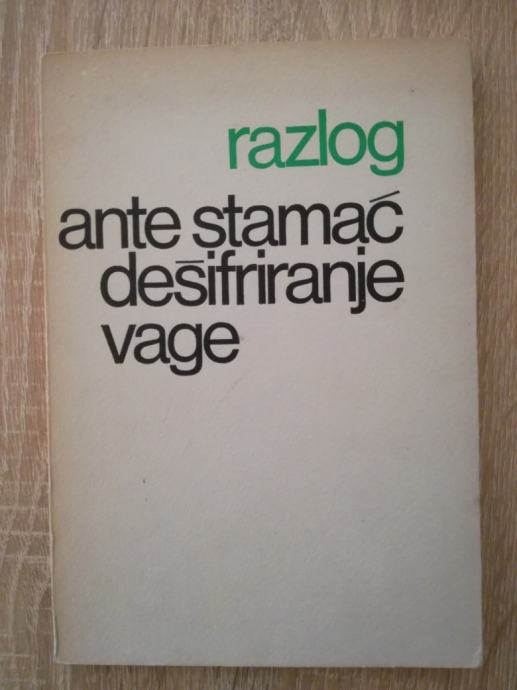 razlog
ante stamać
dešifriranje
vage